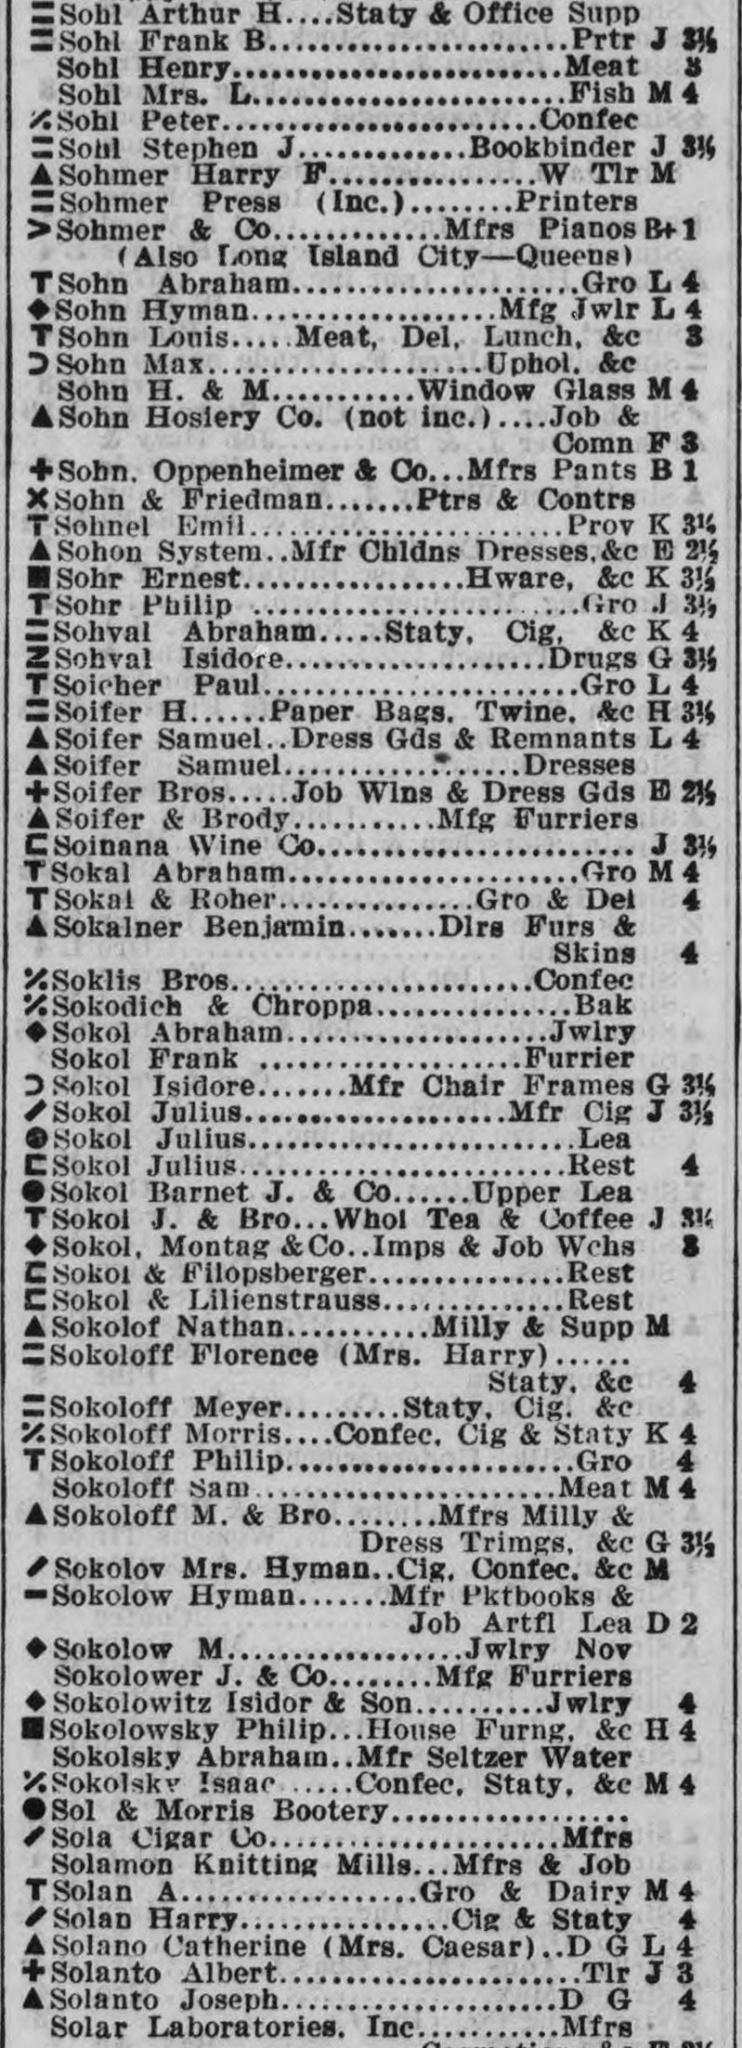 Sohl Arthur H....Staty & Office Supp
Sohl Frank B.......................Prtr J 3½
Sohl Henry.........................Meat 3
Sohl Mrs. L........................Fish M 4
Sohl Peter........................Confec
Sohl Stephen J.............Bookbinder J 3½
▲Sohmer Harry F................W Tlr M
Sohmer Press (Inc.)........Printers
>Sohmer & Co.............Mfrs Pianos B+1
(Also Long Island City—Queens)
T Sohn Abraham......................Gro L 4
◆Sohn Hyman...................Mfg Jwlr L 4
T Sohn Louis.....Meat, Del, Lunch, &c 3
Sohn Max.....................Uphol, &c
Sohn H. & M...........Window Glass M 4
▲Sohn Hosiery Co. (not inc.)....Job &
Comn F 3
+Sohn, Oppenheimer & Co...Mfrs Pants B 1
×Sohn & Friedman.......Ptrs & Contrs
T Sohnel Emil........................Prov K 3½
▲Sohon System..Mfr Chldns Dresses,&c E 2½
■Sohr Ernest.................Hware, &c K 3½
T Sohr Philip .........................Gro J 3½
Sohval Abraham.....Staty, Cig, &c K 4
Sohval Isidore....................Drugs G 3½
T Soicher Paul........................Gro L 4
Soifer H......Paper Bags, Twine, &c H 3½
▲Soifer Samuel..Dress Gds & Remnants L 4
▲Soifer Samuel..................Dresses
+Soifer Bros.....Job Wlns & Dress Gds E 2½
▲Soifer & Brody...........Mfg Furriers
Soinana Wine Co........................ J 3½
T Sokal Abraham......................Gro M 4
T Sokal & Roher...............Gro & Del 4
▲Sokalner Benjamin.......Dlrs Furs &
Skins 4
Soklis Bros.......................Confec
Sokodich & Chroppa...............Bak
◆Sokol Abraham....................Jwlry
Sokol Frank ....................Furrier
Sokol Isidore.......Mfr Chair Frames G 3½
Sokol Julius....................Mfr Cig J 3½
●Sokol Julius.........................Lea
Sokol Julius.........................Rest 4
●Sokol Barnet J. & Co......Upper Lea
T Sokol J. & Bro...Whol Tea & Coffee J 3½
◆Sokol, Montag &Co..Imps & Job Wchs 3
Sokol & Filopsberger...............Rest
Sokol & Lilienstrauss..............Rest
▲Sokolof Nathan...........Milly & Supp M
Sokoloff Florence (Mrs. Harry)......
Staty, &c 4
Sokoloff Meyer.........Staty, Cig, &c
Sokoloff Morris....Confec, Cig & Staty K 4
T Sokoloff Philip......................Gro 4
Sokoloff Sam.......................Meat M 4
▲Sokoloff M. & Bro........Mfrs Milly &
Dress Trimgs, &c G 3½
Sokolov Mrs. Hyman..Cig, Confec, &c M
Sokolow Hyman.......Mfr Pktbooks &
Job Artfl Lea D 2
◆Sokolow M..................Jwlry Nov
Sokolower J. & Co........Mfg Furriers
◆Sokolowitz Isidor & Son..........Jwlry 4
■Sokolowsky Philip...House Furng, &c H 4
Sokolsky Abraham..Mfr Seltzer Water
Sokolsky Isaac ......Confec, Staty, &c M 4
●Sol & Morris Bootery..................
Sola Cigar Co......................Mfrs
Solamon Knitting Mills...Mfrs & Job
T Solan A..................Gro & Dairy M 4
Solan Harry................Cig & Staty 4
▲Solano Catherine (Mrs. Caesar)..D G L 4
+Solanto Albert.......................Tlr J 3
▲Solanto Joseph.....................D G 4
Solar Laboratories, Inc...........Mfrs